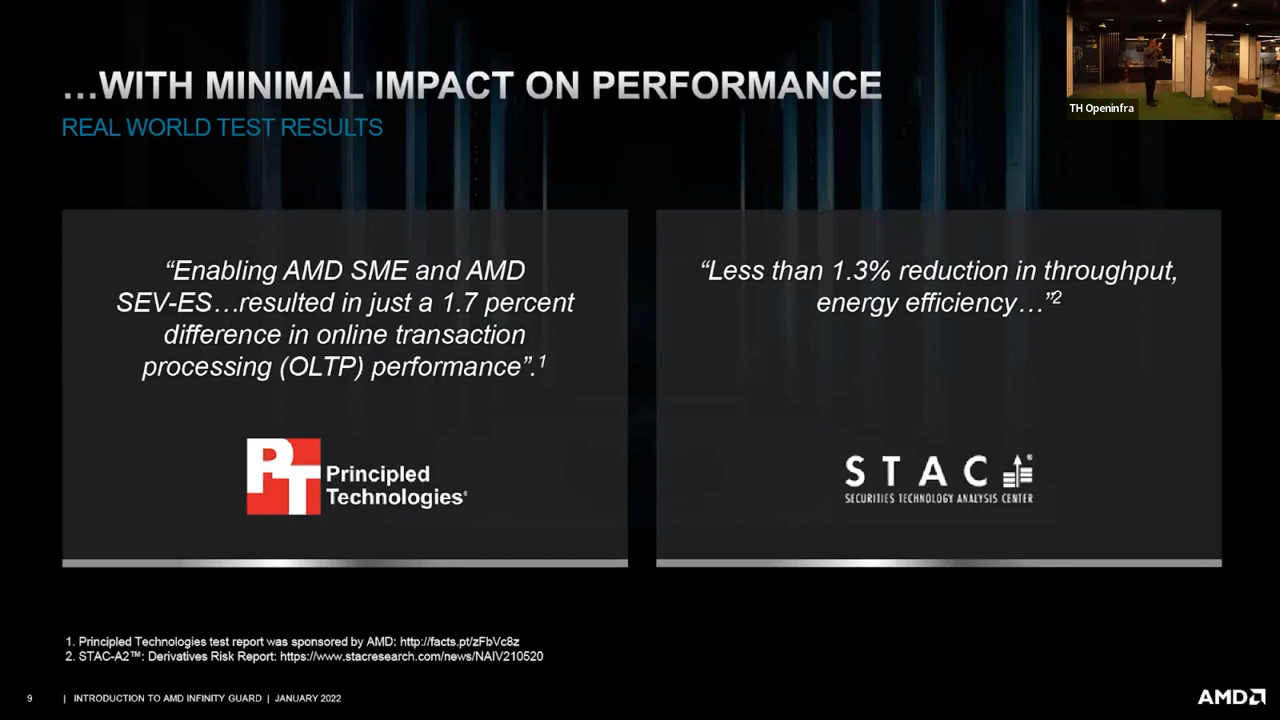 …WITH MINIMAL IMPACT ON PERFORMANCE
REAL WORLD TEST RESULTS
TH Openinfra
“Enabling AMD SME and AMD
SEV-ES…resulted in just a 1.7 percent
difference in online transaction
processing (OLTP) performance”.1
PT Principled
Technologies®
“Less than 1.3% reduction in throughput,
energy efficiency…”2
STAC®
SECURITIES TECHNOLOGY ANALYSIS CENTER
1. Principled Technologies test report was sponsored by AMD: http://facts.pt/zFbVc8z
2. STAC-A2™: Derivatives Risk Report: https://www.stacresearch.com/news/NAIV210520
9 | INTRODUCTION TO AMD INFINITY GUARD | JANUARY 2022
AMD